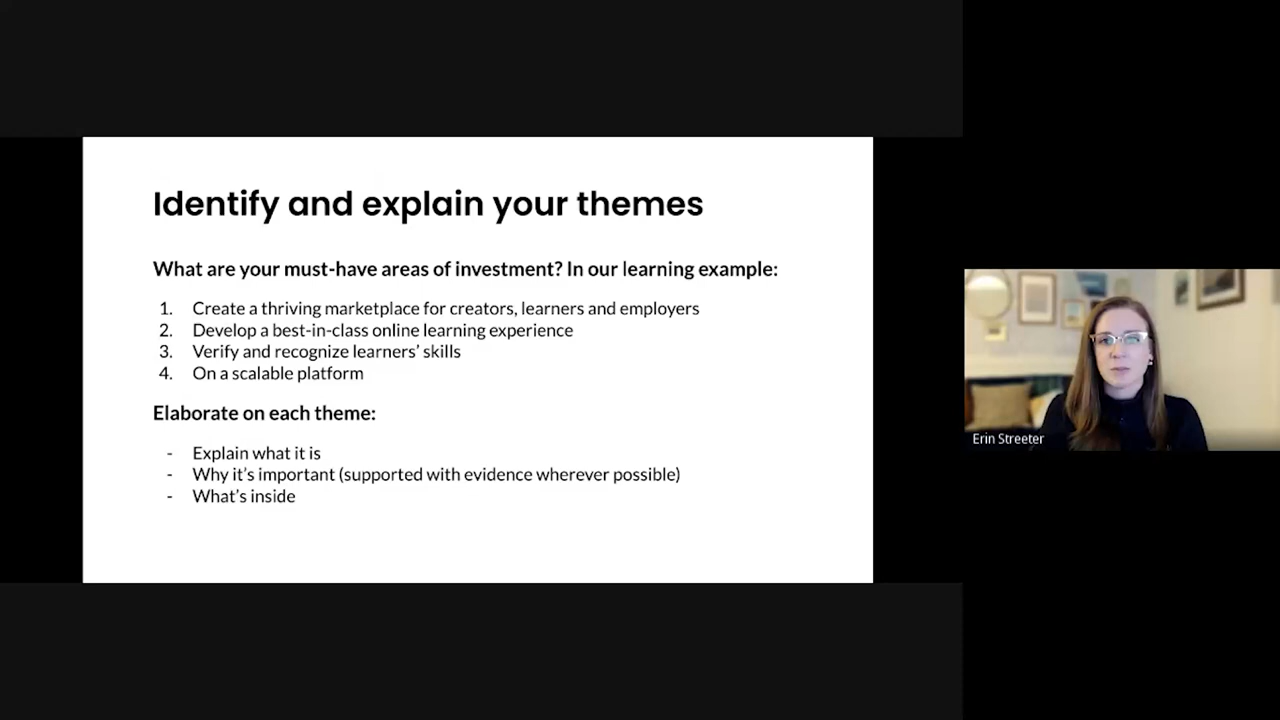 Identify and explain your themes
What are your must-have areas of investment? In our learning example:
1. Create a thriving marketplace for creators, learners and employers
2. Develop a best-in-class online learning experience
3. Verify and recognize learners’ skills
4. On a scalable platform
Elaborate on each theme:
- Explain what it is
- Why it’s important (supported with evidence wherever possible)
- What’s inside
Erin Streeter